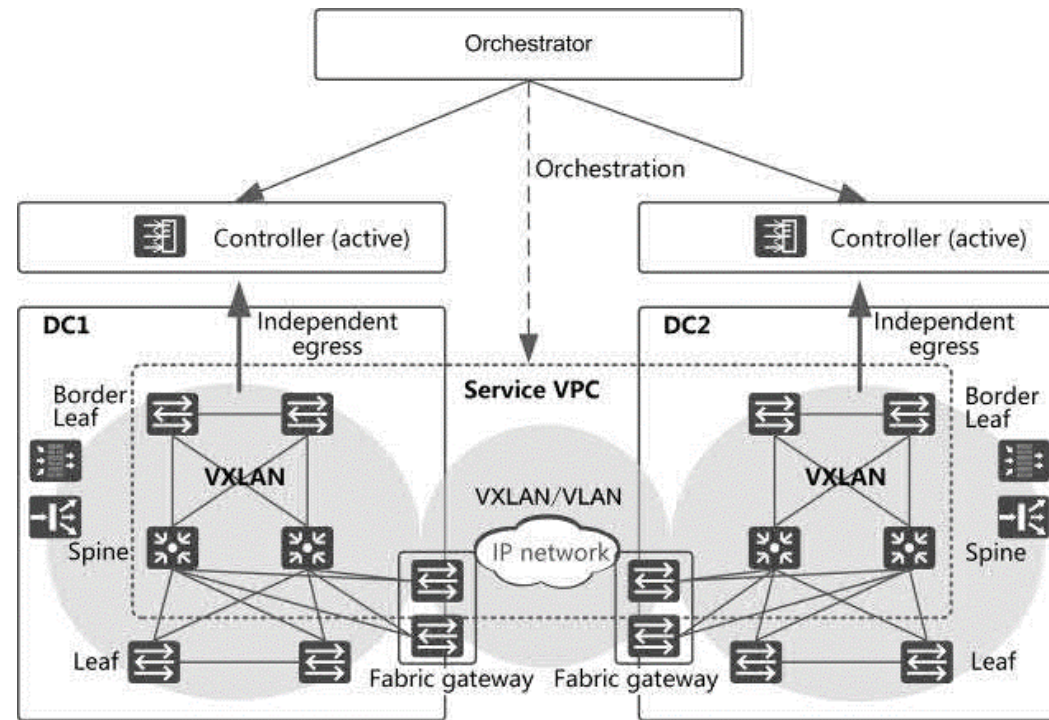 Orchestrator
Orchestration
Controller (active)
Controller (active)
DC1
Independent
egress
DC2
Independent
egress
Service VPC
Border
Leaf
Border
Leaf
VXLAN
VXLAN/VLAN
VXLAN
Spine
IP network
Spine
Leaf
Fabric gateway
Fabric gateway
Leaf